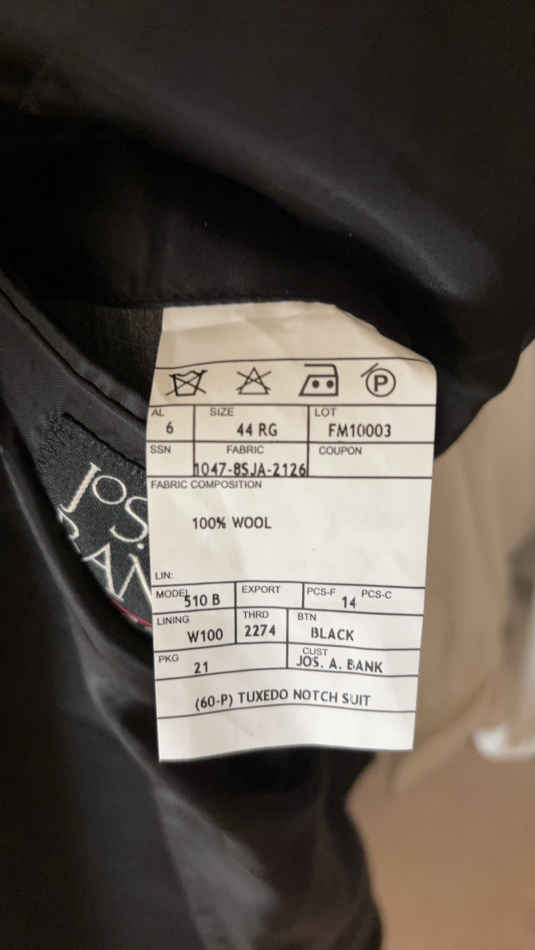 P
AL SIZE LOT
6 44 RG FM10003
SSN FABRIC COUPON
1047-8SJA-2126
FABRIC COMPOSITION
100% WOOL
LIN:
MODEL 510 B EXPORT PCS-F 14 PCS-C
LINING W100 THRD 2274 BTN BLACK
PKG 21 CUST JOS. A. BANK
(60-P) TUXEDO NOTCH SUIT
JOS.
BAN